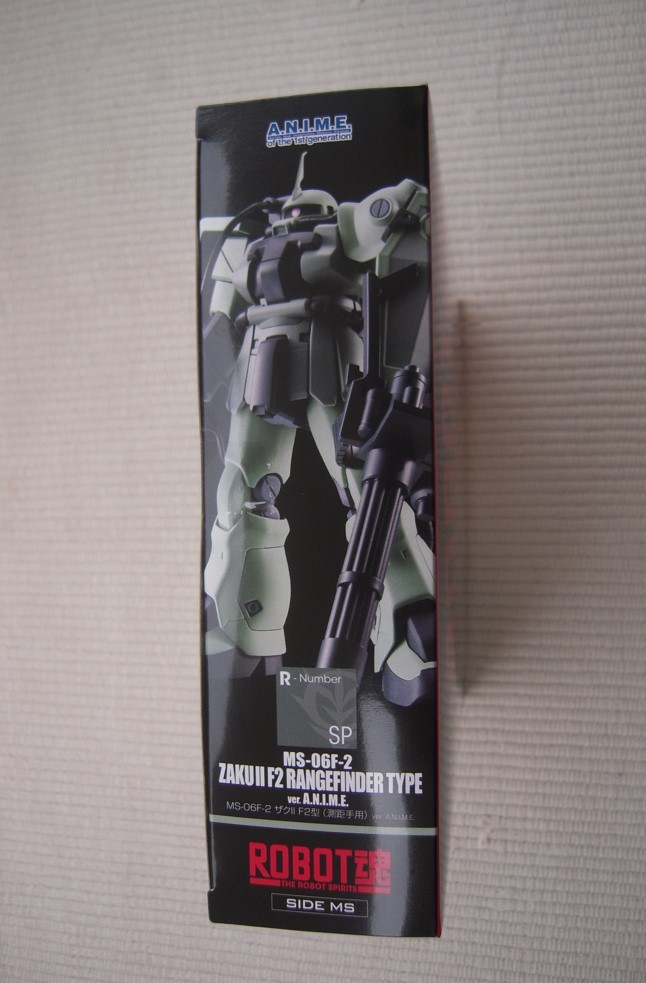 A.N.I.M.E.
of the 1st generation
R - Number
SP
MS-06F-2
ZAKU II F2 RANGEFINDER TYPE
ver. A.N.I.M.E.
MS-06F-2 ザクII F2型（測距手用） ver. A.N.I.M.E.
ROBOT魂
THE ROBOT SPIRITS
SIDE MS